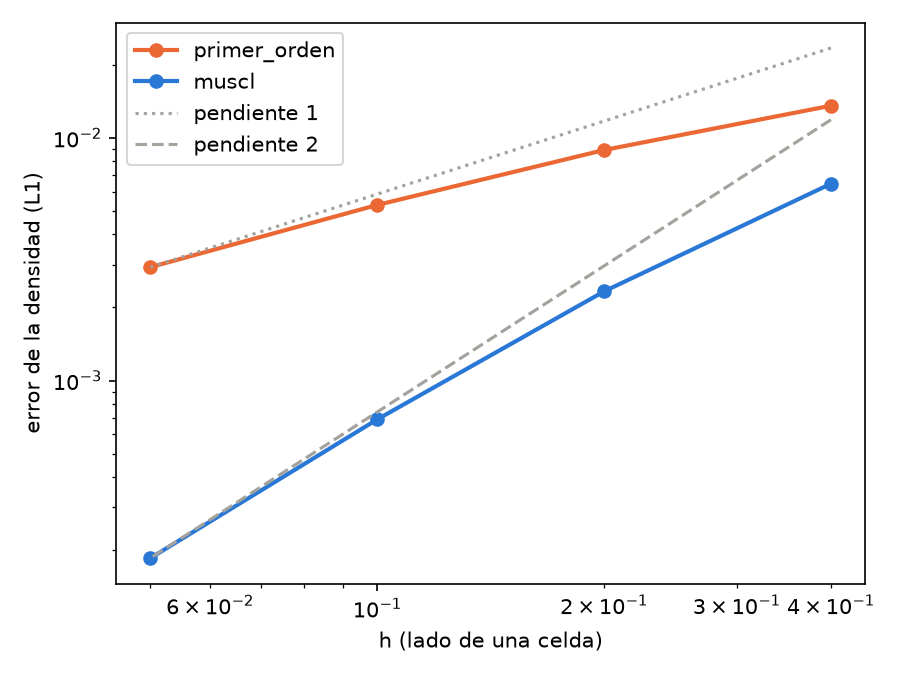 primer_orden
muscl
pendiente 1
pendiente 2
10⁻²
10⁻³
error de la densidad (L1)
6 × 10⁻²
10⁻¹
2 × 10⁻¹
3 × 10⁻¹
4 × 10⁻¹
h (lado de una celda)